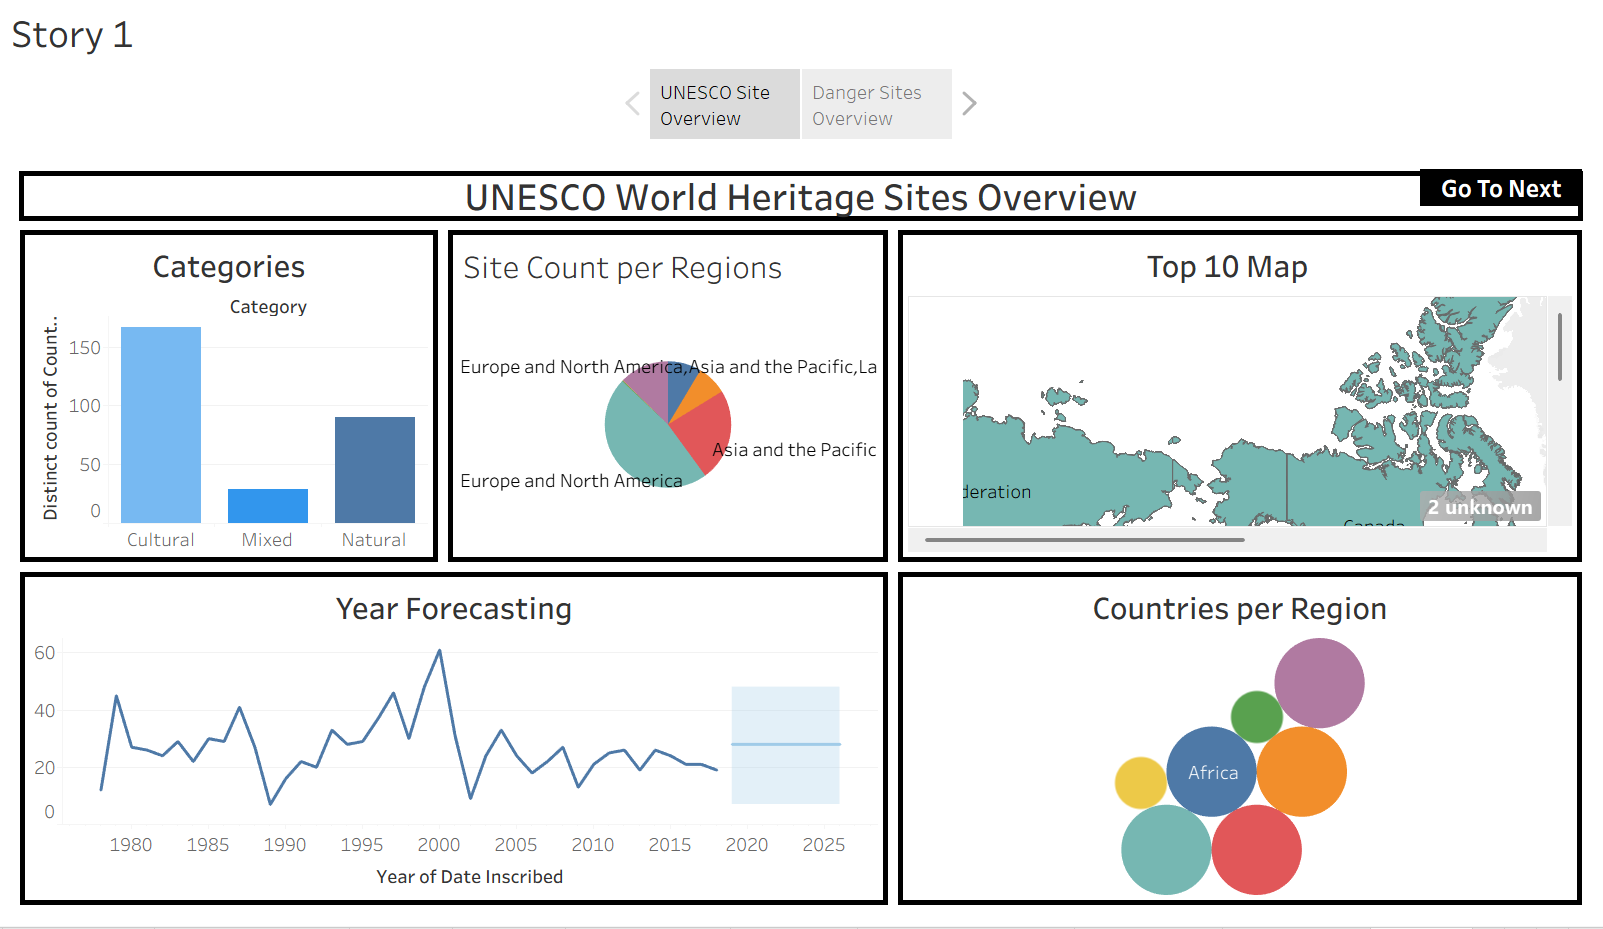 Story 1
UNESCO Site
Overview
Danger Sites
Overview
UNESCO World Heritage Sites Overview
Go To Next
Categories
Category
Distinct count of Count..
150
100
50
0
Cultural
Mixed
Natural
Site Count per Regions
Europe and North America,Asia and the Pacific,La
Asia and the Pacific
Europe and North America
Top 10 Map
deration
Canada
2 unknown
Year Forecasting
60
40
20
0
1980
1985
1990
1995
2000
2005
2010
2015
2020
2025
Year of Date Inscribed
Countries per Region
Africa